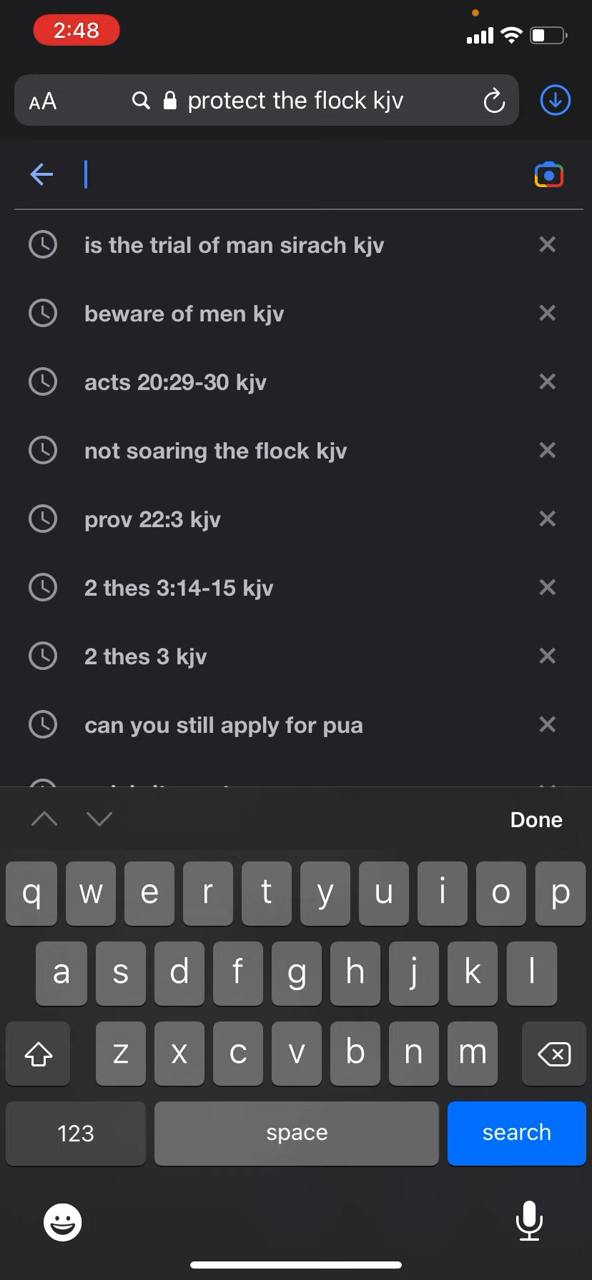 2:48
AA protect the flock kjv
is the trial of man sirach kjv
beware of men kjv
acts 20:29-30 kjv
not soaring the flock kjv
prov 22:3 kjv
2 thes 3:14-15 kjv
2 thes 3 kjv
can you still apply for pua
Done
q w e r t y u i o p
a s d f g h j k l
z x c v b n m
123 space search